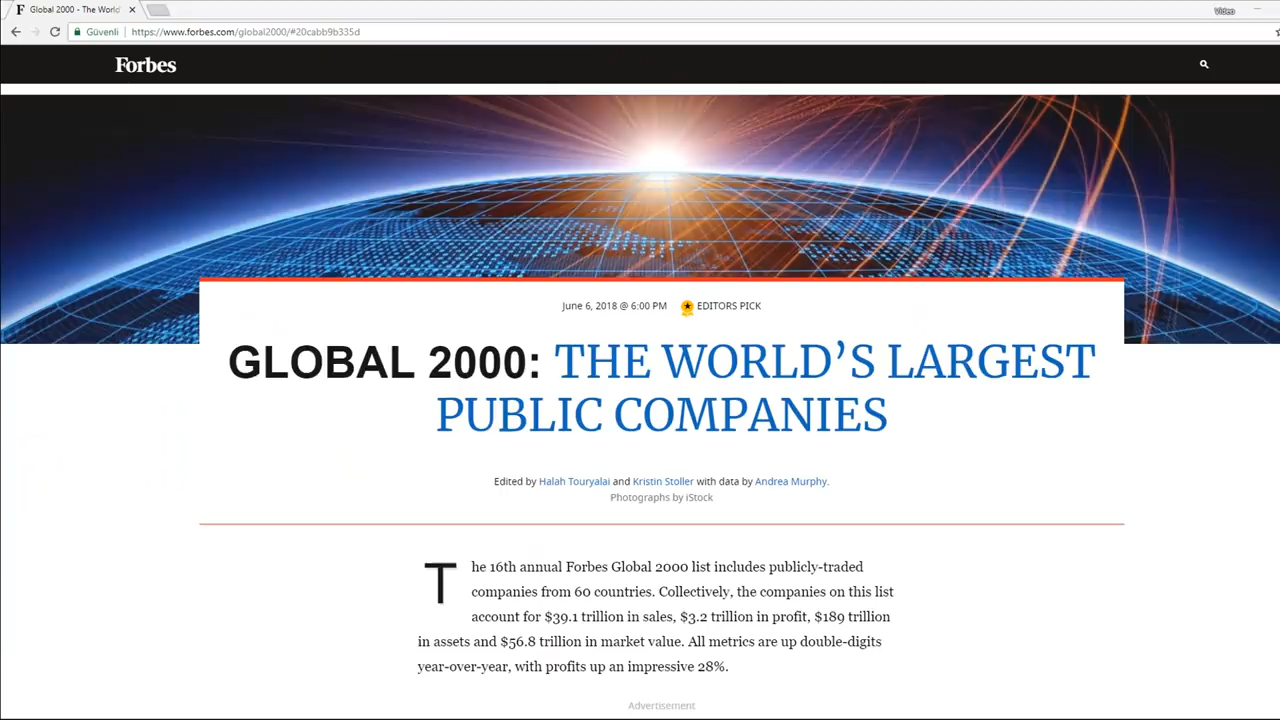 Global 2000 - The World'
Video
Güvenli https://www.forbes.com/global2000/#20cabb9b335d
Forbes
June 6, 2018 @ 6:00 PM EDITORS PICK
GLOBAL 2000: THE WORLD’S LARGEST
PUBLIC COMPANIES
Edited by Halah Touryalai and Kristin Stoller with data by Andrea Murphy.
Photographs by iStock
The 16th annual Forbes Global 2000 list includes publicly-traded
companies from 60 countries. Collectively, the companies on this list
account for $39.1 trillion in sales, $3.2 trillion in profit, $189 trillion
in assets and $56.8 trillion in market value. All metrics are up double-digits
year-over-year, with profits up an impressive 28%.
Advertisement